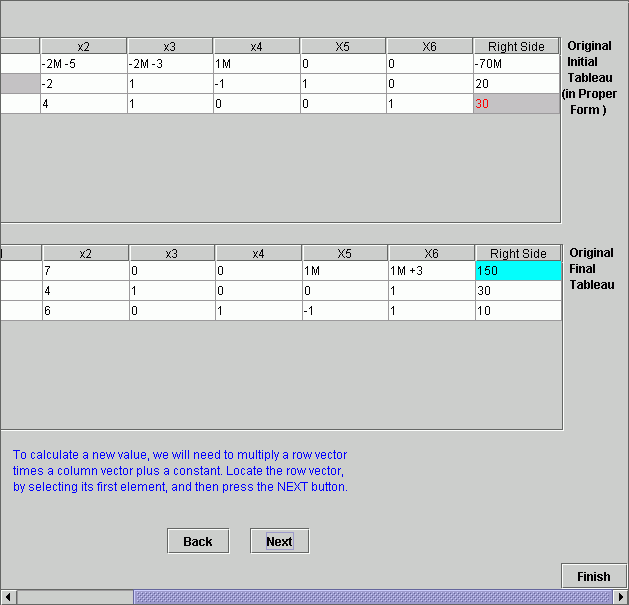 x2 x3 x4 X5 X6 Right Side
-2M -5 -2M -3 1M 0 0 -70M
-2 1 -1 1 0 20
4 1 0 0 1 30
Original
Initial
Tableau
(in Proper
Form )
x2 x3 x4 X5 X6 Right Side
7 0 0 1M 1M +3 150
4 1 0 0 1 30
6 0 1 -1 1 10
Original
Final
Tableau
To calculate a new value, we will need to multiply a row vector
times a column vector plus a constant. Locate the row vector,
by selecting its first element, and then press the NEXT button.
Back Next
Finish